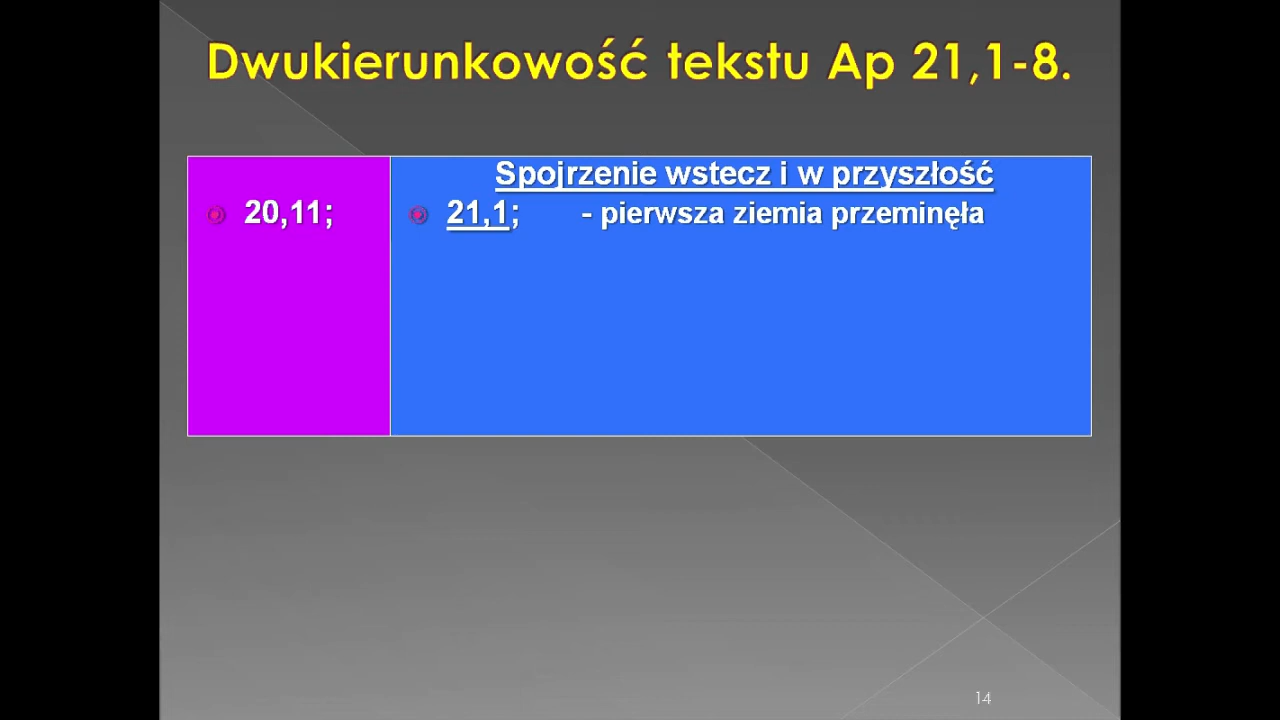 Dwukierunkowość tekstu Ap 21,1-8.
Spojrzenie wstecz i w przyszłość
20,11; 21,1; - pierwsza ziemia przeminęła
14